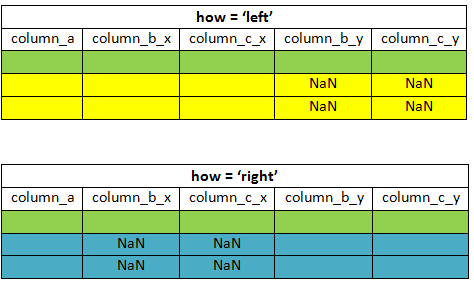 how = ‘left’
column_a column_b_x column_c_x column_b_y column_c_y
NaN NaN
NaN NaN
how = ‘right’
column_a column_b_x column_c_x column_b_y column_c_y
NaN NaN
NaN NaN